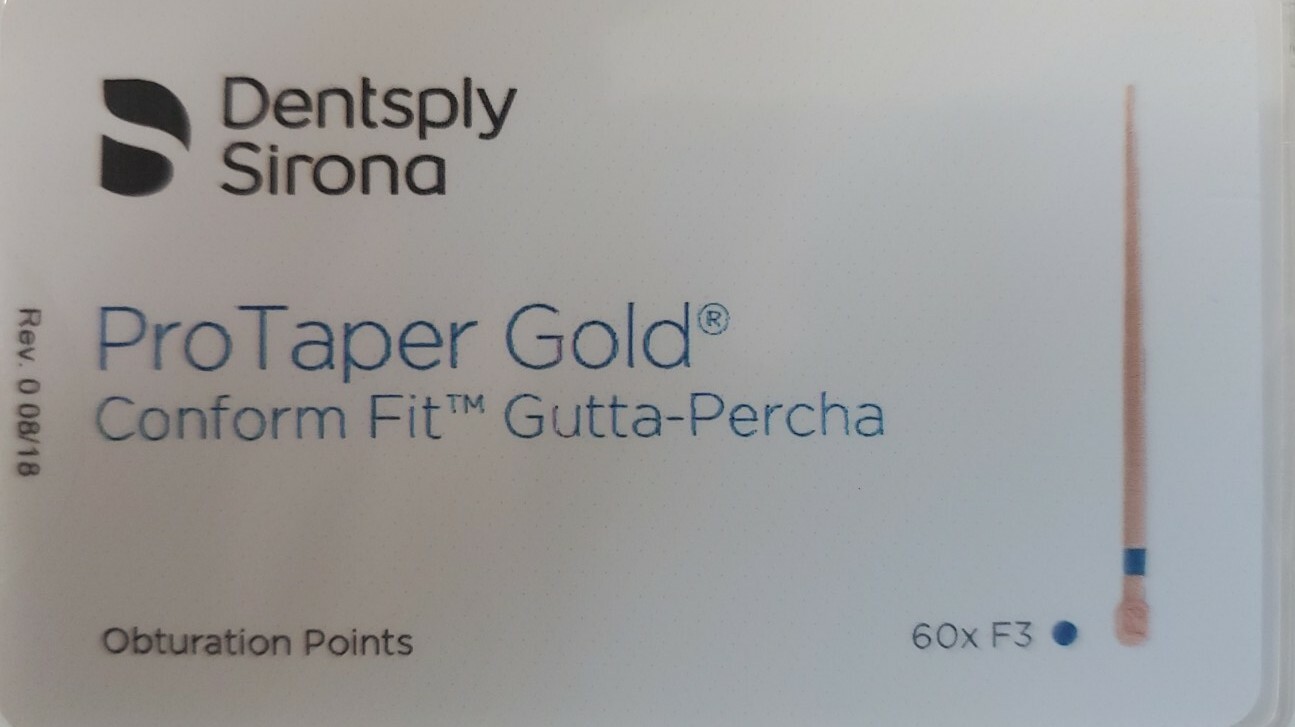 Dentsply
Sirona
ProTaper Gold®
Conform Fit™ Gutta-Percha
Rev. 0 08/18
Obturation Points
60x F3